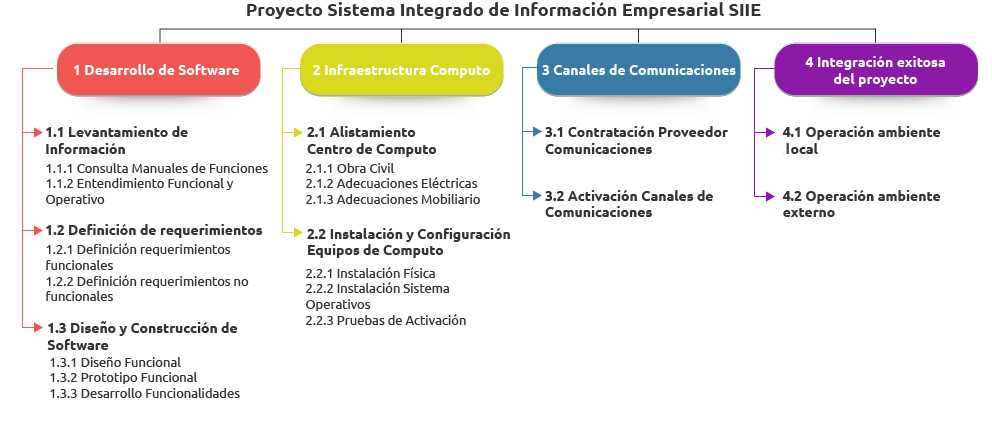 Proyecto Sistema Integrado de Información Empresarial SIIE
1 Desarrollo de Software
1.1 Levantamiento de
Información
1.1.1 Consulta Manuales de Funciones
1.1.2 Entendimiento Funcional y
Operativo
1.2 Definición de requerimientos
1.2.1 Definición requerimientos
funcionales
1.2.2 Definición requerimientos no
funcionales
1.3 Diseño y Construcción de
Software
1.3.1 Diseño Funcional
1.3.2 Prototipo Funcional
1.3.3 Desarrollo Funcionalidades
2 Infraestructura Computo
2.1 Alistamiento
Centro de Computo
2.1.1 Obra Civil
2.1.2 Adecuaciones Eléctricas
2.1.3 Adecuaciones Mobiliario
2.2 Instalación y Configuración
Equipos de Computo
2.2.1 Instalación Física
2.2.2 Instalación Sistema
Operativos
2.2.3 Pruebas de Activación
3 Canales de Comunicaciones
3.1 Contratación Proveedor
Comunicaciones
3.2 Activación Canales de
Comunicaciones
4 Integración exitosa
del proyecto
4.1 Operación ambiente
local
4.2 Operación ambiente
externo